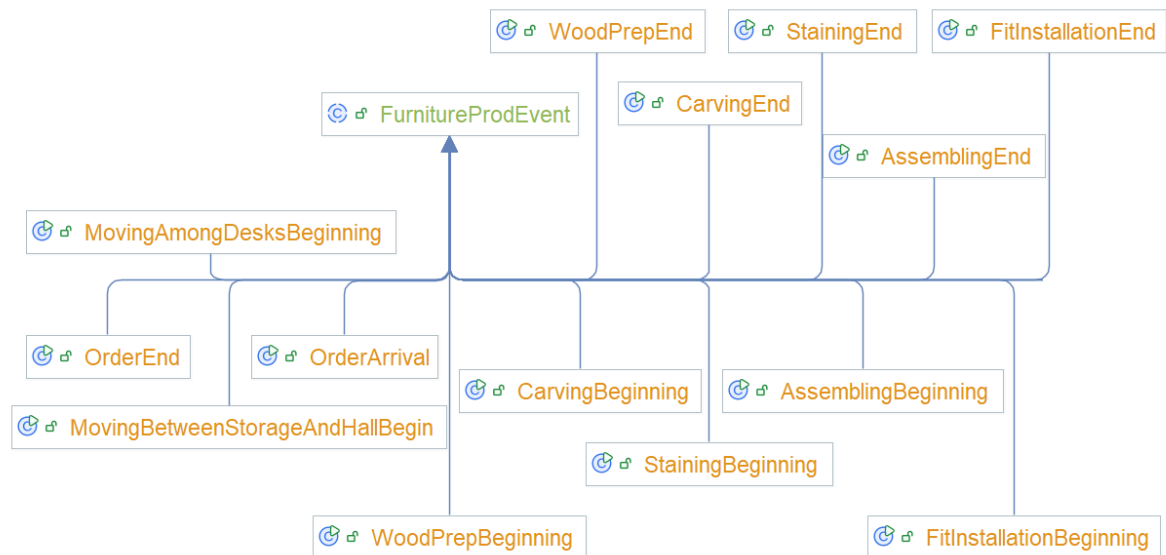 WoodPrepEnd
StainingEnd
FitInstallationEnd
FurnitureProdEvent
CarvingEnd
AssemblingEnd
MovingAmongDesksBeginning
OrderEnd
OrderArrival
CarvingBeginning
AssemblingBeginning
MovingBetweenStorageAndHallBegin
StainingBeginning
WoodPrepBeginning
FitInstallationBeginning